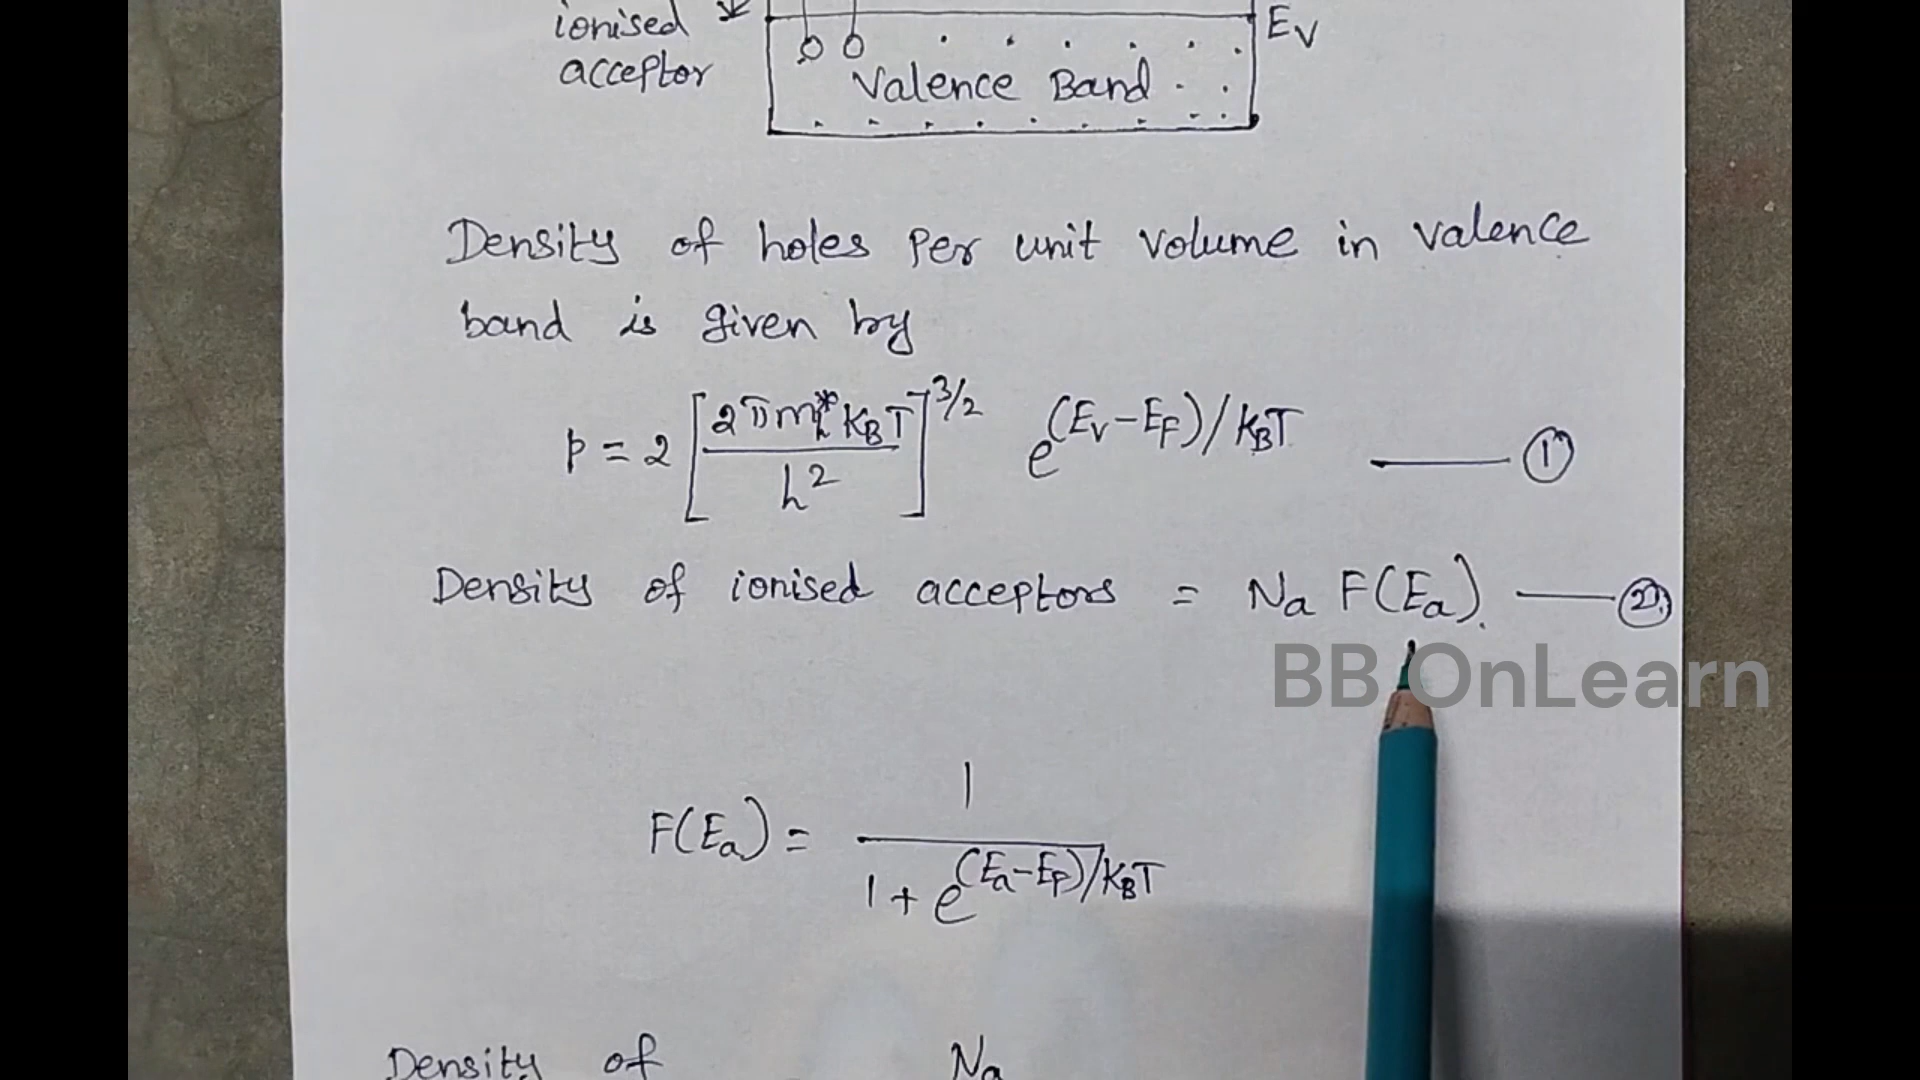 ionised
acceptor
Ev
Valence Band
Density of holes per unit volume in valence
band is given by
p = 2 [2πm*h KBT / h²]^3/2 e^(Ev-EF)/KBT —— ①
Density of ionised acceptors = Na F(Ea). —— ②
BB OnLearn
F(Ea) = 1 / 1 + e^(Ea-EF)/KBT
Density of Na